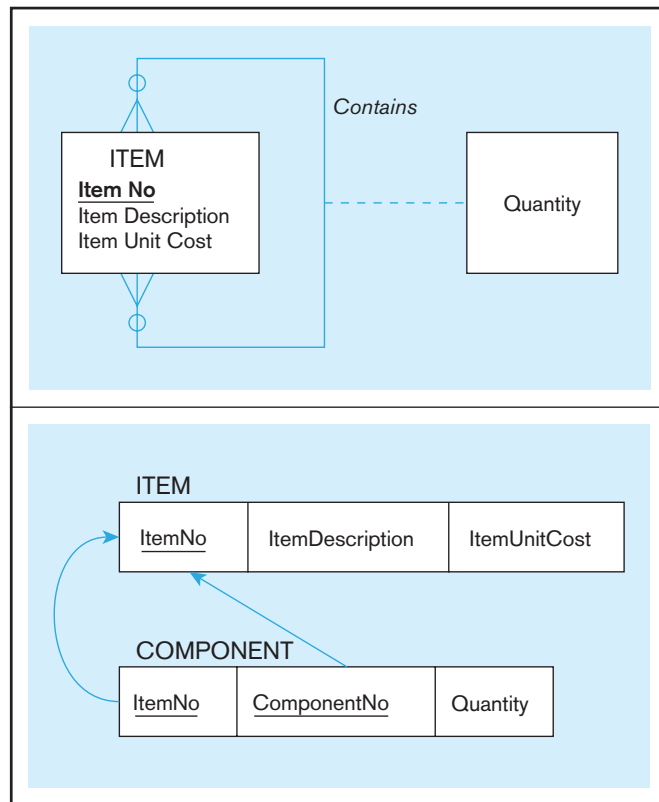 Contains
ITEM
Item No
Item Description
Item Unit Cost
Quantity
ITEM
ItemNo ItemDescription ItemUnitCost
COMPONENT
ItemNo ComponentNo Quantity